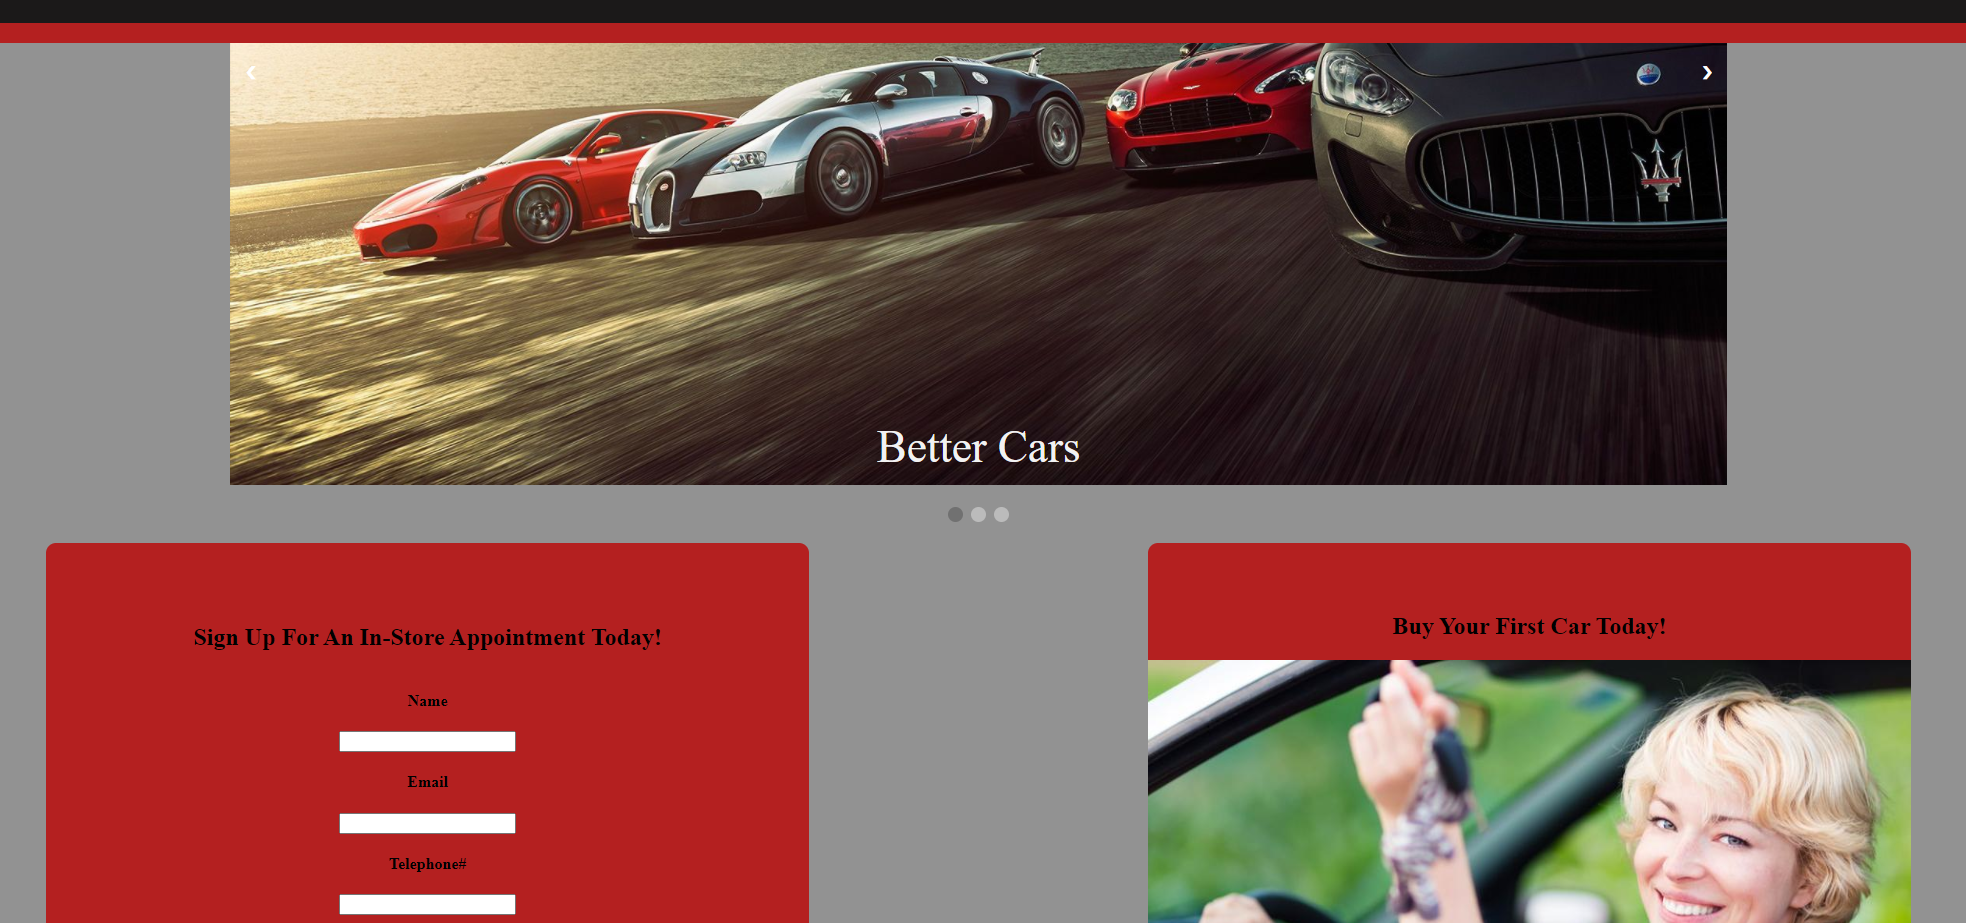 Better Cars
Sign Up For An In-Store Appointment Today!
Name
Email
Telephone#
Buy Your First Car Today!